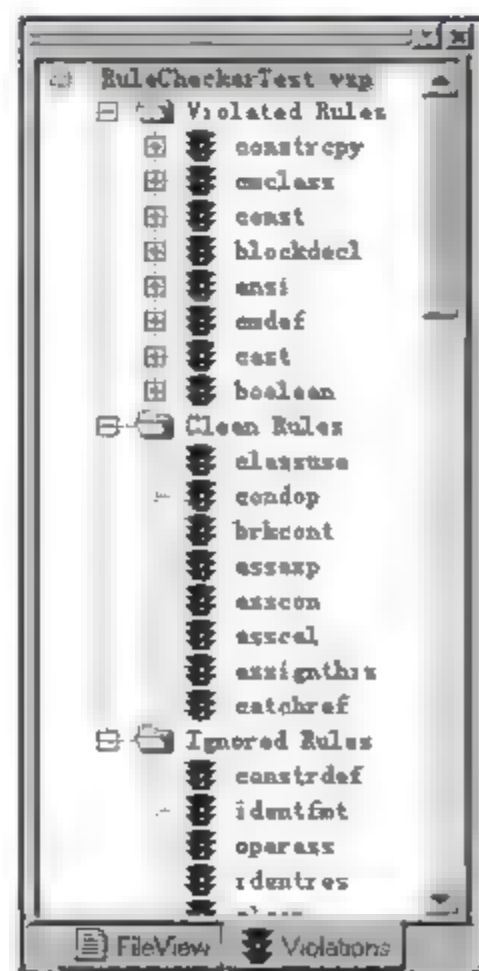 RuleCheckerTest wsp
Violated Rules
constrcpy
cmclass
const
blockdecl
ansi
cmdef
cast
boolean
Clean Rules
classuse
condop
brkcont
assexp
asscon
asscal
assignthis
catchref
Ignored Rules
constrdef
identfmt
operass
identres
FileView
Violations